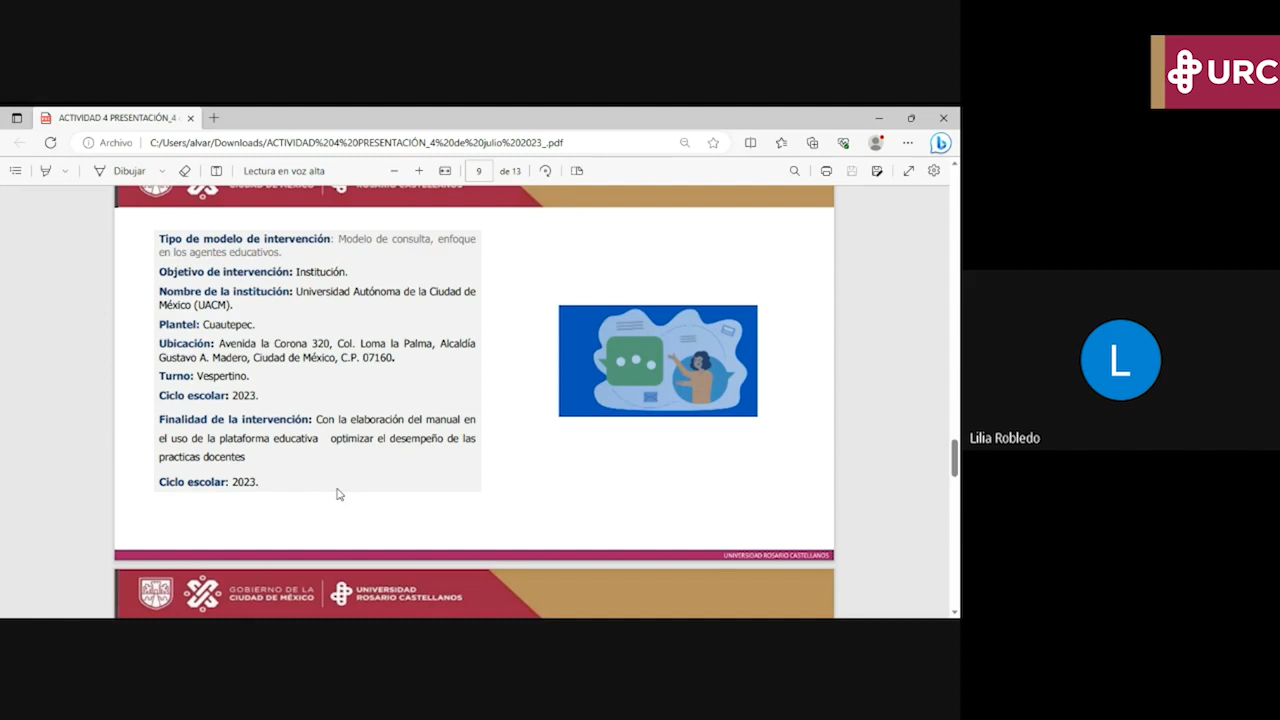 URC
ACTIVIDAD 4 PRESENTACIÓN_4
Archivo C:/Users/alvar/Downloads/ACTIVIDAD%204%20PRESENTACIÓN_4%20de%20julio%202023_.pdf
Dibujar Lectura en voz alta 9 de 13
CIUDAD DE MÉXICO ROSARIO CASTELLANOS
Tipo de modelo de intervención: Modelo de consulta, enfoque
en los agentes educativos.
Objetivo de intervención: Institución.
Nombre de la institución: Universidad Autónoma de la Ciudad de
México (UACM).
Plantel: Cuautepec.
Ubicación: Avenida la Corona 320, Col. Loma la Palma, Alcaldía
Gustavo A. Madero, Ciudad de México, C.P. 07160.
Turno: Vespertino.
Ciclo escolar: 2023.
Finalidad de la intervención: Con la elaboración del manual en
el uso de la plataforma educativa optimizar el desempeño de las
practicas docentes
Ciclo escolar: 2023.
UNIVERSIDAD ROSARIO CASTELLANOS
GOBIERNO DE LA
CIUDAD DE MÉXICO
UNIVERSIDAD
ROSARIO CASTELLANOS
L
Lilia Robledo